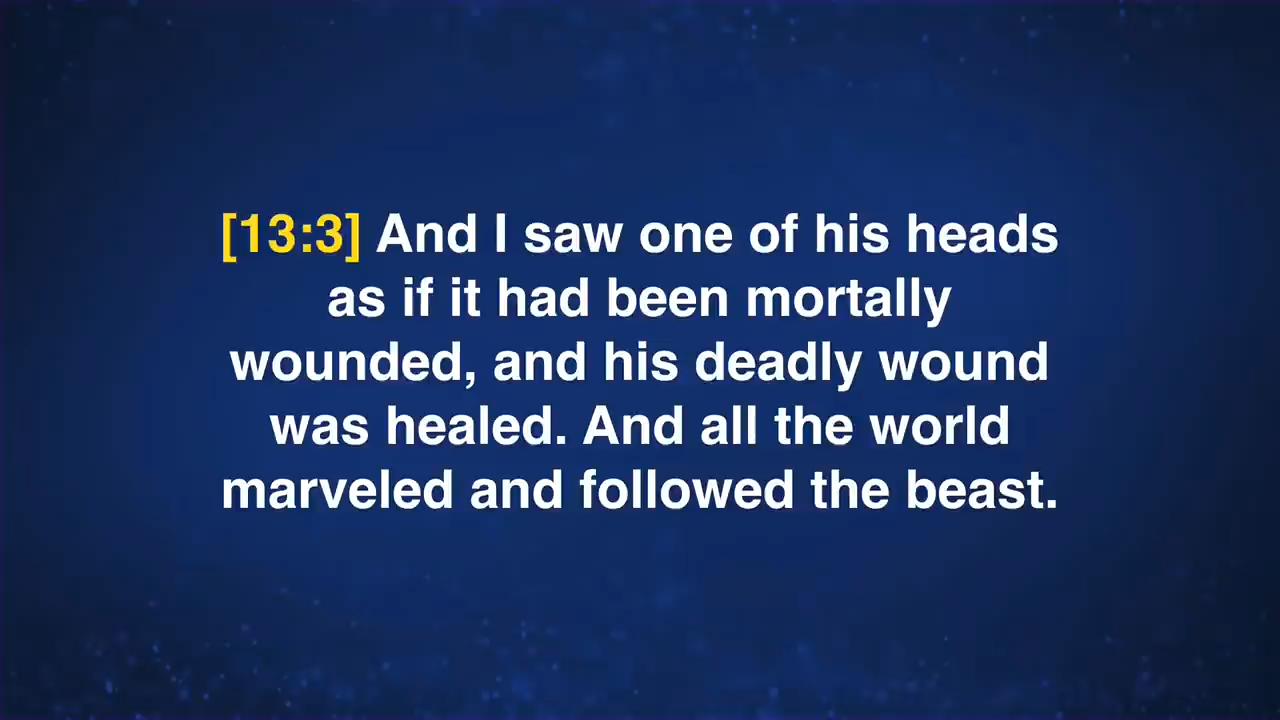 [13:3] And I saw one of his heads
as if it had been mortally
wounded, and his deadly wound
was healed. And all the world
marveled and followed the beast.